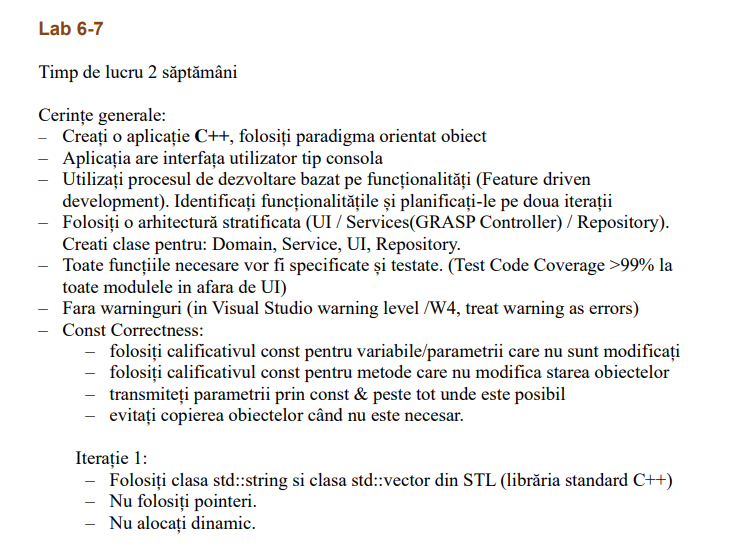 Lab 6-7
Timp de lucru 2 săptămâni
Cerințe generale:
– Creați o aplicație C++, folosiți paradigma orientat obiect
– Aplicația are interfața utilizator tip consola
– Utilizați procesul de dezvoltare bazat pe funcționalități (Feature driven
development). Identificați funcționalitățile și planificați-le pe doua iterații
– Folosiți o arhitectură stratificata (UI / Services(GRASP Controller) / Repository).
Creati clase pentru: Domain, Service, UI, Repository.
– Toate funcțiile necesare vor fi specificate și testate. (Test Code Coverage >99% la
toate modulele in afara de UI)
– Fara warninguri (in Visual Studio warning level /W4, treat warning as errors)
– Const Correctness:
– folosiți calificativul const pentru variabile/parametrii care nu sunt modificați
– folosiți calificativul const pentru metode care nu modifica starea obiectelor
– transmiteți parametrii prin const & peste tot unde este posibil
– evitați copierea obiectelor când nu este necesar.
Iterație 1:
– Folosiți clasa std::string si clasa std::vector din STL (librăria standard C++)
– Nu folosiți pointeri.
– Nu alocați dinamic.